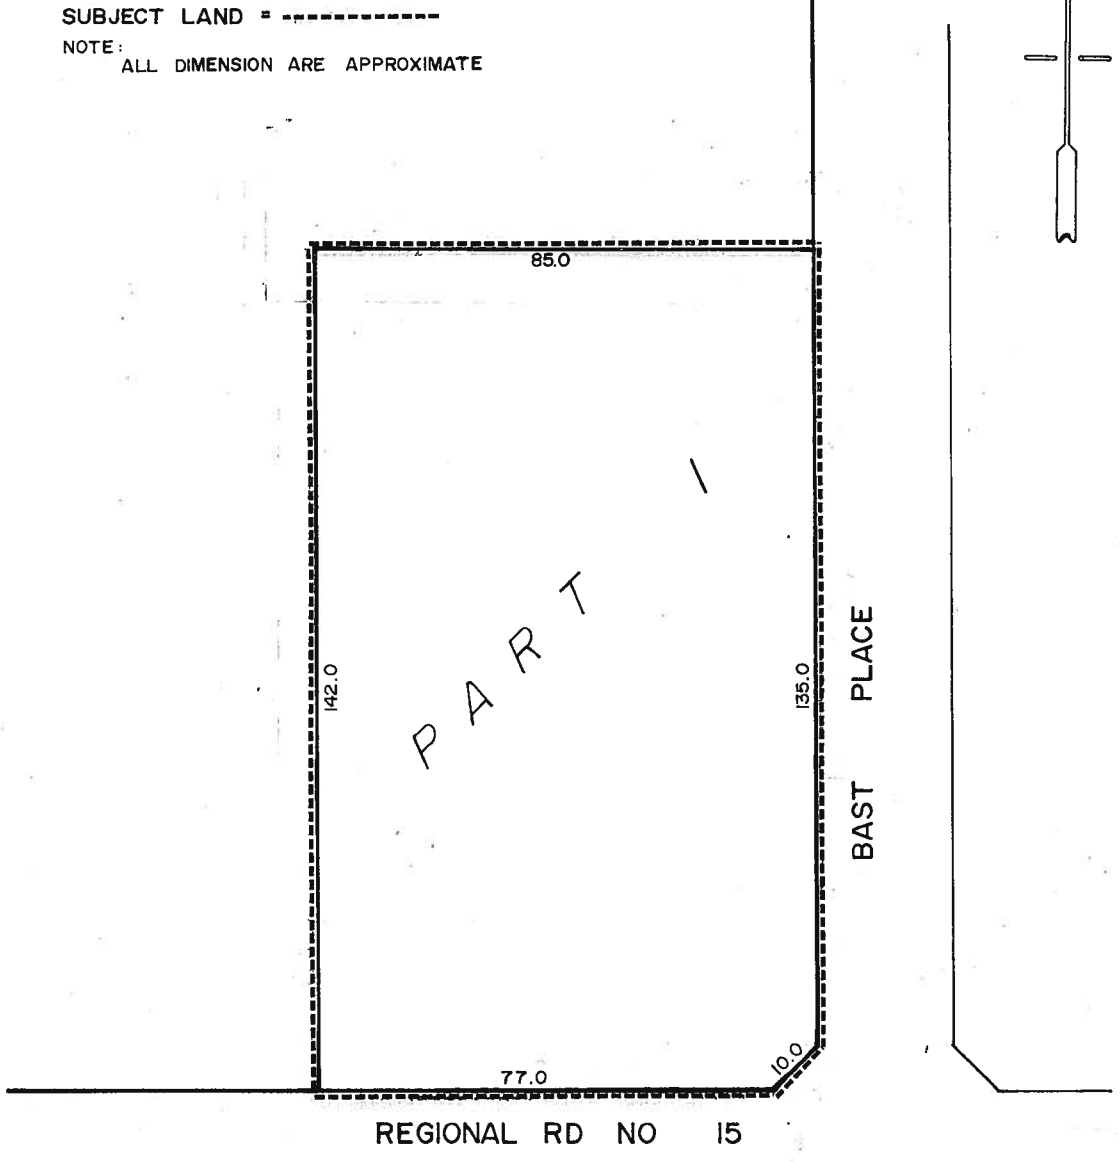 SUBJECT LAND =
NOTE:
ALL DIMENSION ARE APPROXIMATE
85.0
PART 1
142.0
135.0
BAST PLACE
10.0
77.0
REGIONAL RD NO 15